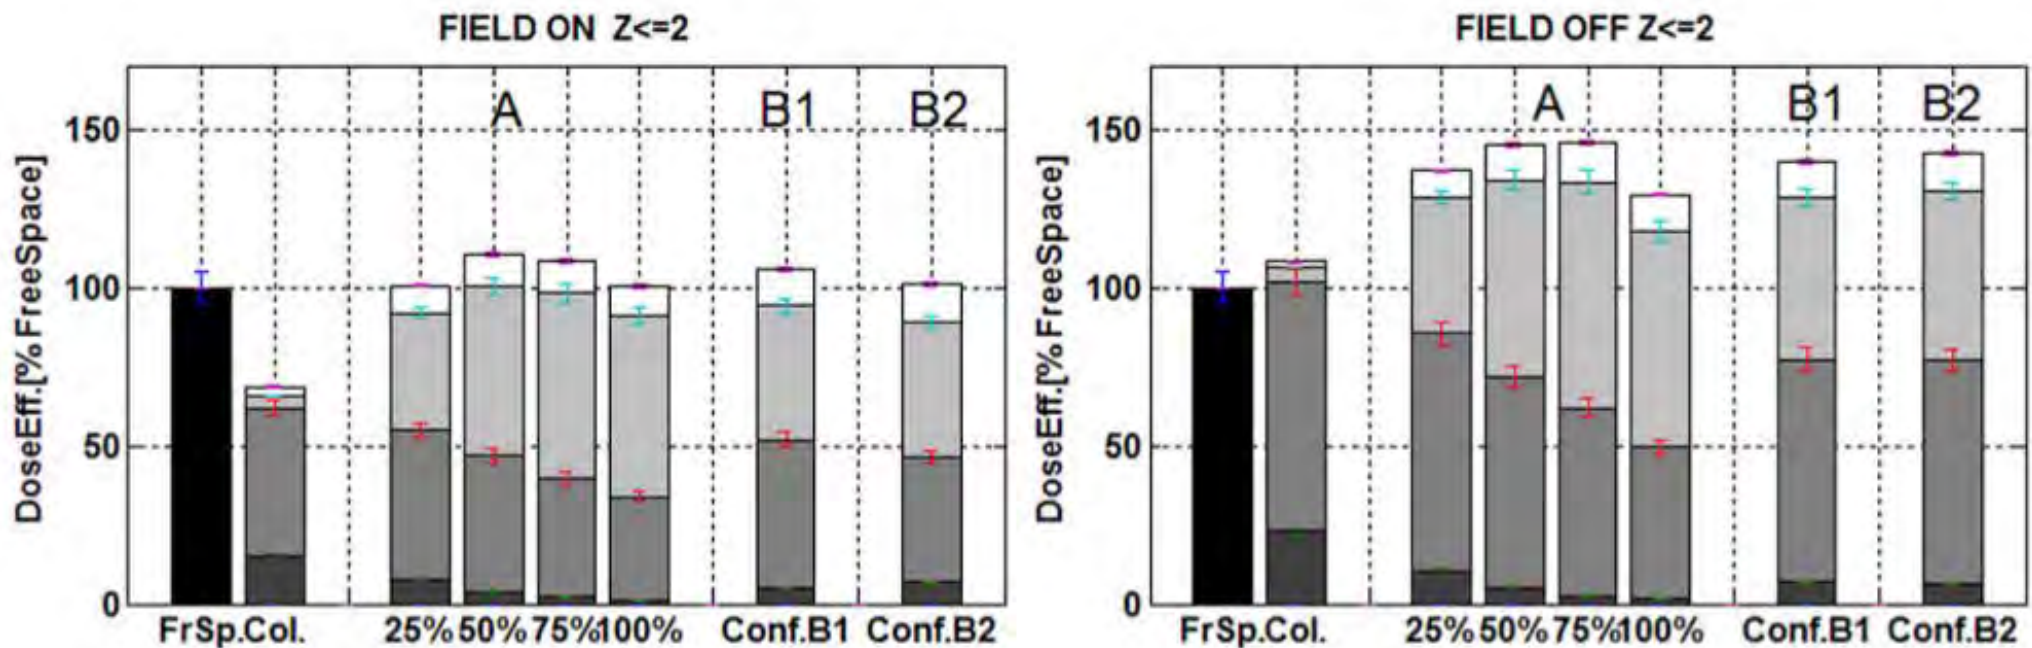 FIELD ON Z<=2
DoseEff.[% FreeSpace]
150
100
50
0
A
B1
B2
FrSp.Col.
25% 50% 75% 100%
Conf.B1 Conf.B2
FIELD OFF Z<=2
DoseEff.[% FreeSpace]
150
100
50
0
A
B1
B2
FrSp.Col.
25% 50% 75% 100%
Conf.B1 Conf.B2